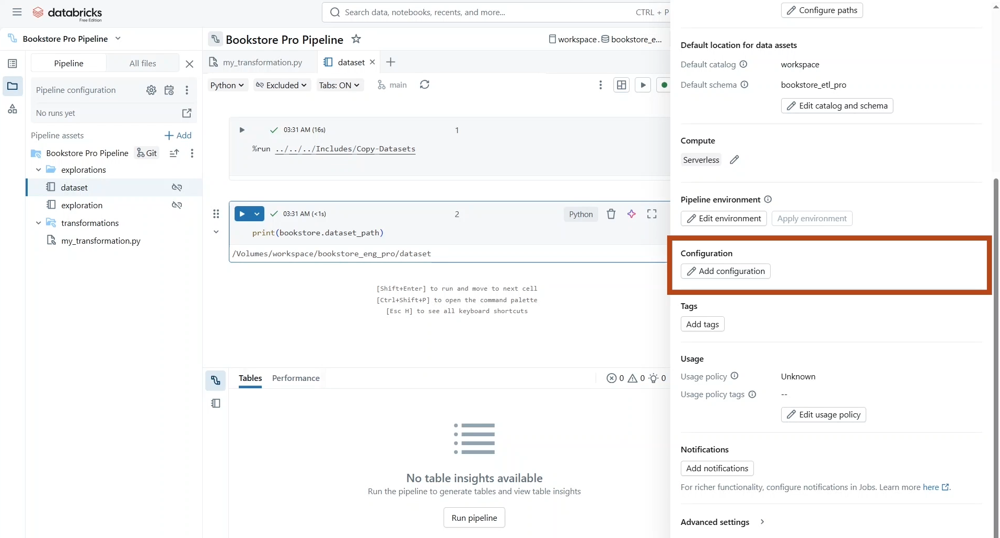 databricks
Free Edition
Search data, notebooks, recents, and more...
CTRL + P
Bookstore Pro Pipeline
Pipeline
All files
Pipeline configuration
No runs yet
Pipeline assets
Add
Bookstore Pro Pipeline
Git
explorations
dataset
exploration
transformations
my_transformation.py
Bookstore Pro Pipeline
workspace.
bookstore_e...
my_transformation.py
dataset
Python
Excluded
Tabs: ON
main
03:31 AM (16s)
1
%run ../../../Includes/Copy-Datasets
03:31 AM (<1s)
2
Python
print(bookstore.dataset_path)
/Volumes/workspace/bookstore_eng_pro/dataset
[Shift+Enter] to run and move to next cell
[Ctrl+Shift+P] to open the command palette
[Esc H] to see all keyboard shortcuts
Tables
Performance
0
0
0
No table insights available
Run the pipeline to generate tables and view table insights
Run pipeline
Configure paths
Default location for data assets
Default catalog
workspace
Default schema
bookstore_etl_pro
Edit catalog and schema
Compute
Serverless
Pipeline environment
Edit environment
Apply environment
Configuration
Add configuration
Tags
Add tags
Usage
Usage policy
Unknown
Usage policy tags
--
Edit usage policy
Notifications
Add notifications
For richer functionality, configure notifications in Jobs. Learn more here.
Advanced settings